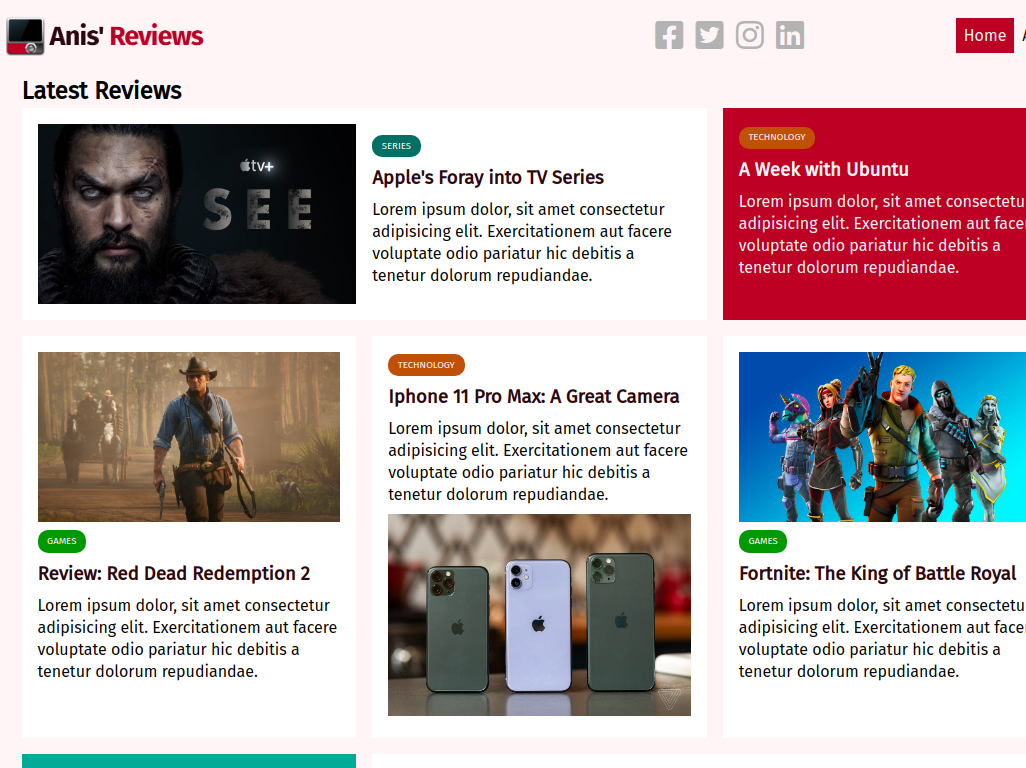 Anis' Reviews
Home
Latest Reviews
tv+
SEE
SERIES
Apple's Foray into TV Series
Lorem ipsum dolor, sit amet consectetur
adipisicing elit. Exercitationem aut facere
voluptate odio pariatur hic debitis a
tenetur dolorum repudiandae.
TECHNOLOGY
A Week with Ubuntu
Lorem ipsum dolor, sit amet
adipisicing elit. Exercitationem aut
voluptate odio pariatur hic debitis a
tenetur dolorum repudiandae.
GAMES
Review: Red Dead Redemption 2
Lorem ipsum dolor, sit amet consectetur
adipisicing elit. Exercitationem aut facere
voluptate odio pariatur hic debitis a
tenetur dolorum repudiandae.
TECHNOLOGY
Iphone 11 Pro Max: A Great Camera
Lorem ipsum dolor, sit amet consectetur
adipisicing elit. Exercitationem aut facere
voluptate odio pariatur hic debitis a
tenetur dolorum repudiandae.
GAMES
Fortnite: The King of Battle Royal
Lorem ipsum dolor, sit amet
adipisicing elit. Exercitationem aut
voluptate odio pariatur hic debitis a
tenetur dolorum repudiandae.